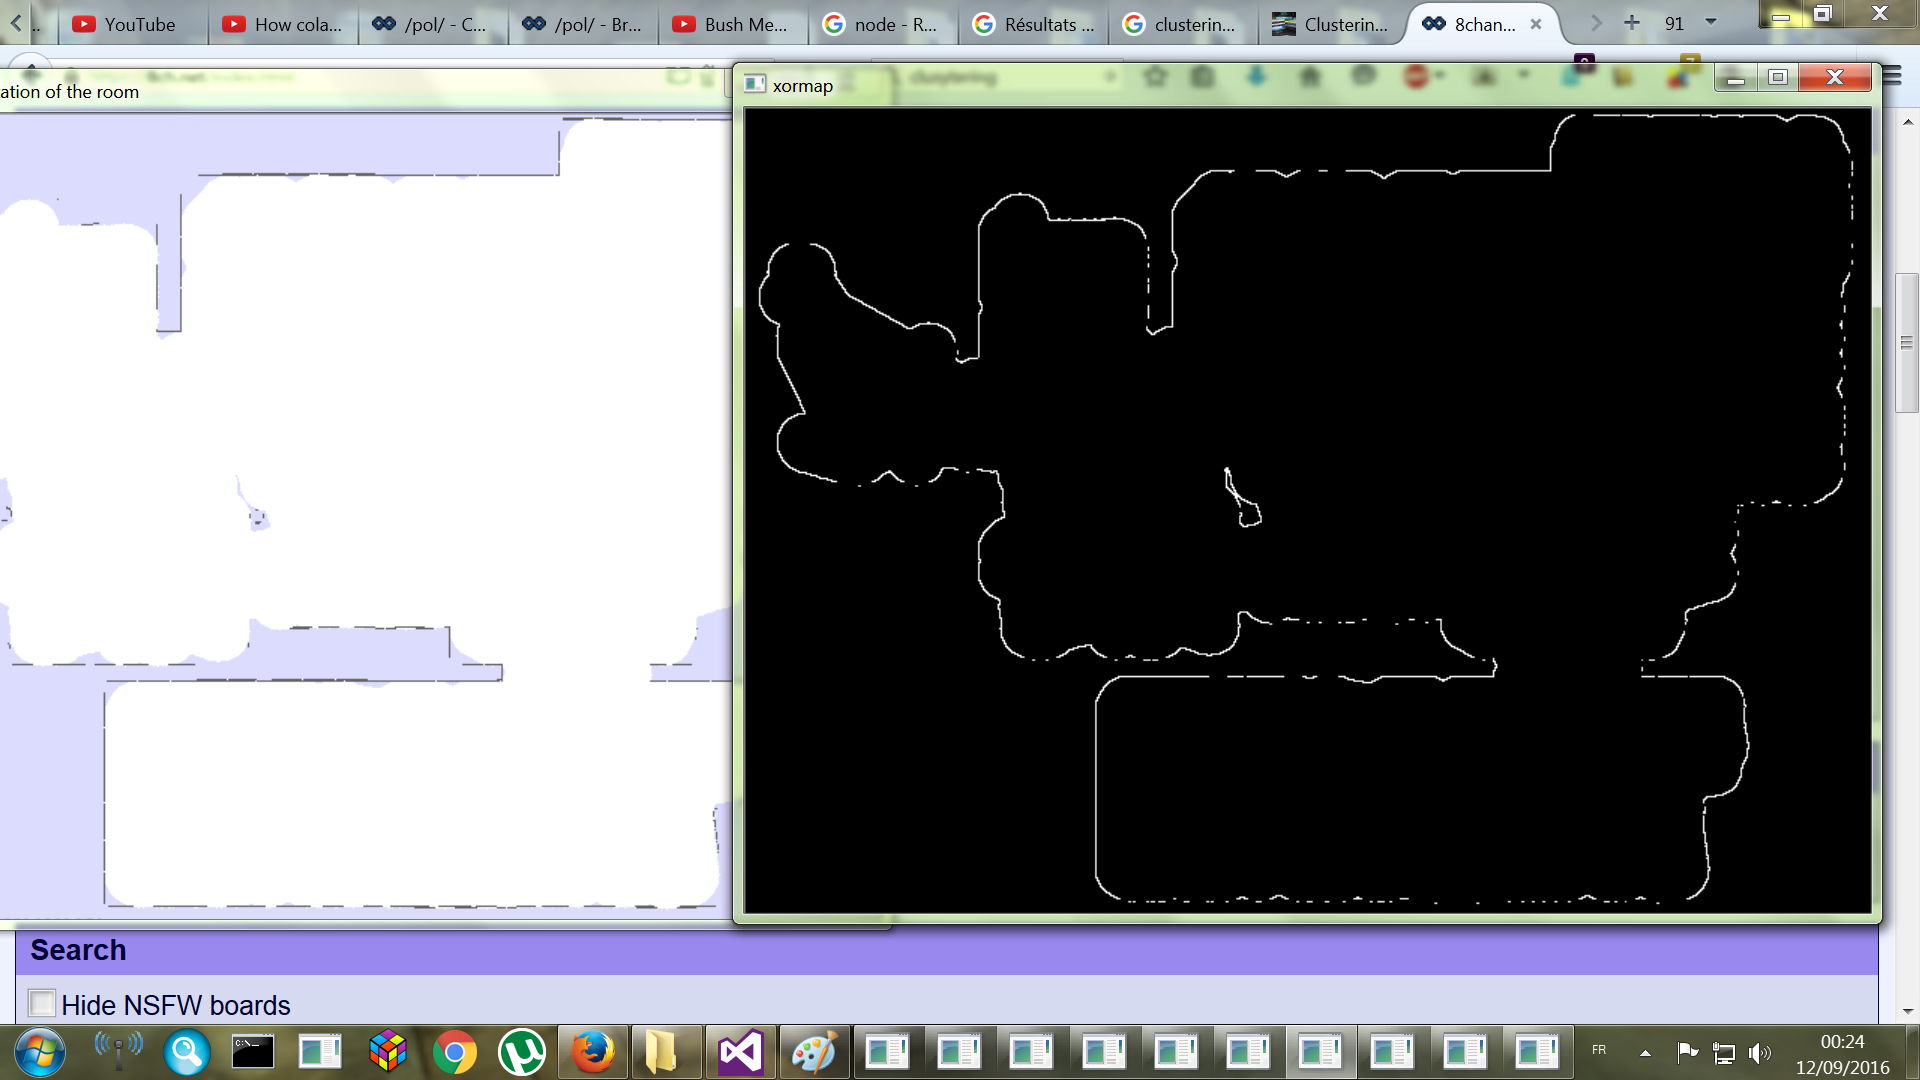 ..
YouTube
How cola...
/pol/ - C...
/pol/ - Br...
Bush Me...
node - R...
Résultats ...
clusterin...
Clusterin...
8chan...
91
ation of the room
xormap
Search
Hide NSFW boards
FR
00:24
12/09/2016